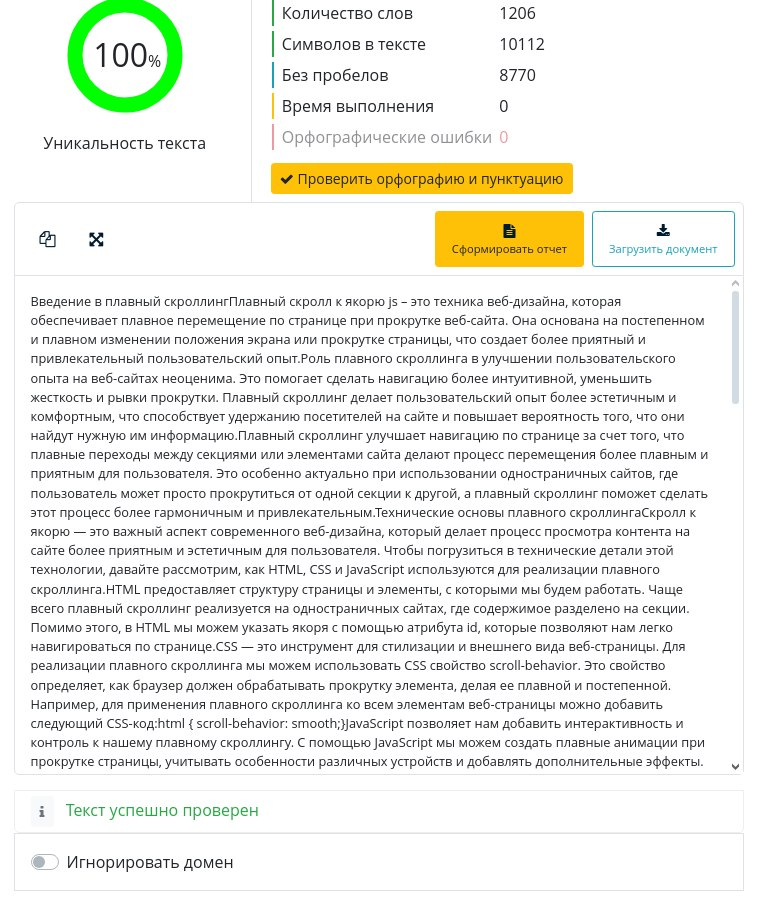 100%
Уникальность текста
Количество слов 1206
Символов в тексте 10112
Без пробелов 8770
Время выполнения 0
Орфографические ошибки 0
Проверить орфографию и пунктуацию
Сформировать отчет
Загрузить документ
Введение в плавный скроллингПлавный скролл к якорю js – это техника веб-дизайна, которая
обеспечивает плавное перемещение по странице при прокрутке веб-сайта. Она основана на постепенном
и плавном изменении положения экрана или прокрутке страницы, что создает более приятный и
привлекательный пользовательский опыт.Роль плавного скроллинга в улучшении пользовательского
опыта на веб-сайтах неоценима. Это помогает сделать навигацию более интуитивной, уменьшить
жесткость и рывки прокрутки. Плавный скроллинг делает пользовательский опыт более эстетичным и
комфортным, что способствует удержанию посетителей на сайте и повышает вероятность того, что они
найдут нужную им информацию.Плавный скроллинг улучшает навигацию по странице за счет того, что
плавные переходы между секциями или элементами сайта делают процесс перемещения более плавным и
приятным для пользователя. Это особенно актуально при использовании одностраничных сайтов, где
пользователь может просто прокрутиться от одной секции к другой, а плавный скроллинг поможет сделать
этот процесс более гармоничным и привлекательным.Технические основы плавного скроллингаСкролл к
якорю — это важный аспект современного веб-дизайна, который делает процесс просмотра контента на
сайте более приятным и эстетичным для пользователя. Чтобы погрузиться в технические детали этой
технологии, давайте рассмотрим, как HTML, CSS и JavaScript используются для реализации плавного
скроллинга.HTML предоставляет структуру страницы и элементы, с которыми мы будем работать. Чаще
всего плавный скроллинг реализуется на одностраничных сайтах, где содержимое разделено на секции.
Помимо этого, в HTML мы можем указать якоря с помощью атрибута id, которые позволяют нам легко
навигироваться по странице.CSS — это инструмент для стилизации и внешнего вида веб-страницы. Для
реализации плавного скроллинга мы можем использовать CSS свойство scroll-behavior. Это свойство
определяет, как браузер должен обрабатывать прокрутку элемента, делая ее плавной и постепенной.
Например, для применения плавного скроллинга ко всем элементам веб-страницы можно добавить
следующий CSS-код:html { scroll-behavior: smooth;}JavaScript позволяет нам добавить интерактивность и
контроль к нашему плавному скроллингу. С помощью JavaScript мы можем создать плавные анимации при
прокрутке страницы, учитывать особенности различных устройств и добавлять дополнительные эффекты.
Текст успешно проверен
Игнорировать домен